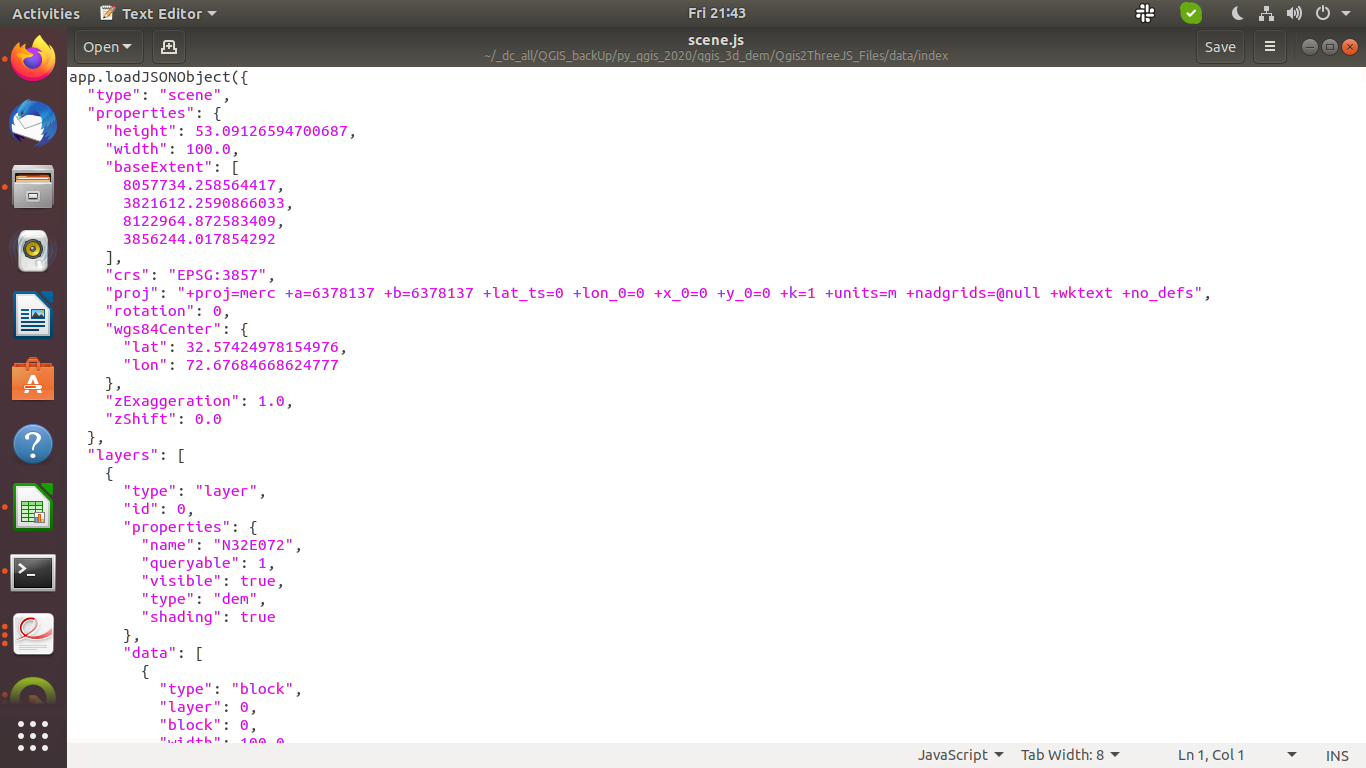 Activities Text Editor Fri 21:43
Open scene.js Save
~/_dc_all/QGIS_backUp/py_qgis_2020/qgis_3d_dem/Qgis2ThreeJS_Files/data/index
app.loadJSONObject({
"type": "scene",
"properties": {
"height": 53.09126594700687,
"width": 100.0,
"baseExtent": [
8057734.258564417,
3821612.2590866033,
8122964.872583409,
3856244.017854292
],
"crs": "EPSG:3857",
"proj": "+proj=merc +a=6378137 +b=6378137 +lat_ts=0 +lon_0=0 +x_0=0 +y_0=0 +k=1 +units=m +nadgrids=@null +wktext +no_defs",
"rotation": 0,
"wgs84Center": {
"lat": 32.57424978154976,
"lon": 72.67684668624777
},
"zExaggeration": 1.0,
"zShift": 0.0
},
"layers": [
{
"type": "layer",
"id": 0,
"properties": {
"name": "N32E072",
"queryable": 1,
"visible": true,
"type": "dem",
"shading": true
},
"data": [
{
"type": "block",
"layer": 0,
"block": 0,
"width": 100.0
JavaScript Tab Width: 8 Ln 1, Col 1 INS